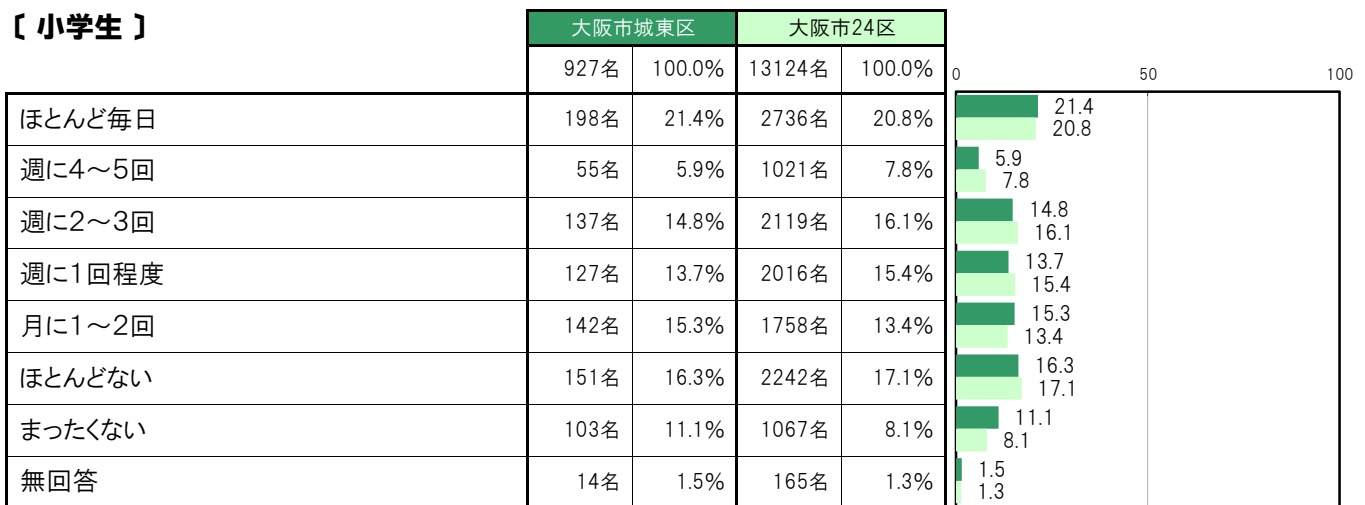 〔 小学生 〕
大阪市城東区 大阪市24区
927名 100.0% 13124名 100.0%
0 50 100
ほとんど毎日 198名 21.4% 2736名 20.8%
21.4
20.8
週に4～5回 55名 5.9% 1021名 7.8%
5.9
7.8
週に2～3回 137名 14.8% 2119名 16.1%
14.8
16.1
週に1回程度 127名 13.7% 2016名 15.4%
13.7
15.4
月に1～2回 142名 15.3% 1758名 13.4%
15.3
13.4
ほとんどない 151名 16.3% 2242名 17.1%
16.3
17.1
まったくない 103名 11.1% 1067名 8.1%
11.1
8.1
無回答 14名 1.5% 165名 1.3%
1.5
1.3